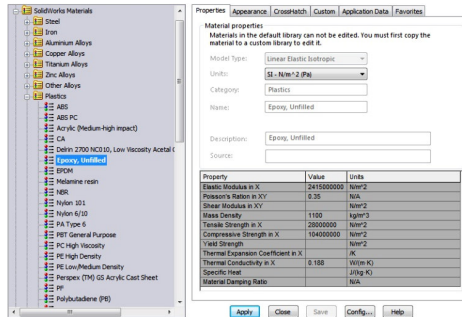 SolidWorks Materials
Steel
Iron
Aluminium Alloys
Copper Alloys
Titanium Alloys
Zinc Alloys
Other Alloys
Plastics
ABS
ABS PC
Acrylic (Medium-high impact)
CA
Delrin 2700 NC010, Low Viscosity Acetal C
Epoxy, Unfilled
EPDM
Melamine resin
NBR
Nylon 101
Nylon 6/10
PA Type 6
PBT General Purpose
PC High Viscosity
PE High Density
PE Low/Medium Density
Perspex (TM) GS Acrylic Cast Sheet
PF
Polybutadiene (PB)
Properties Appearance CrossHatch Custom Application Data Favorites
Material properties
Materials in the default library can not be edited. You must first copy the
material to a custom library to edit it.
Model Type: Linear Elastic Isotropic
Units: SI - N/m^2 (Pa)
Category: Plastics
Name: Epoxy, Unfilled
Description: Epoxy, Unfilled
Source:
Property Value Units
Elastic Modulus in X 2415000000 N/m^2
Poisson's Ration in XY 0.35 N/A
Shear Modulus in XY N/m^2
Mass Density 1100 kg/m^3
Tensile Strength in X 28000000 N/m^2
Compressive Strength in X 104000000 N/m^2
Yield Strength N/m^2
Thermal Expansion Coefficient in X /K
Thermal Conductivity in X 0.188 W/(m·K)
Specific Heat J/(kg·K)
Material Damping Ratio N/A
Apply Close Save Config... Help